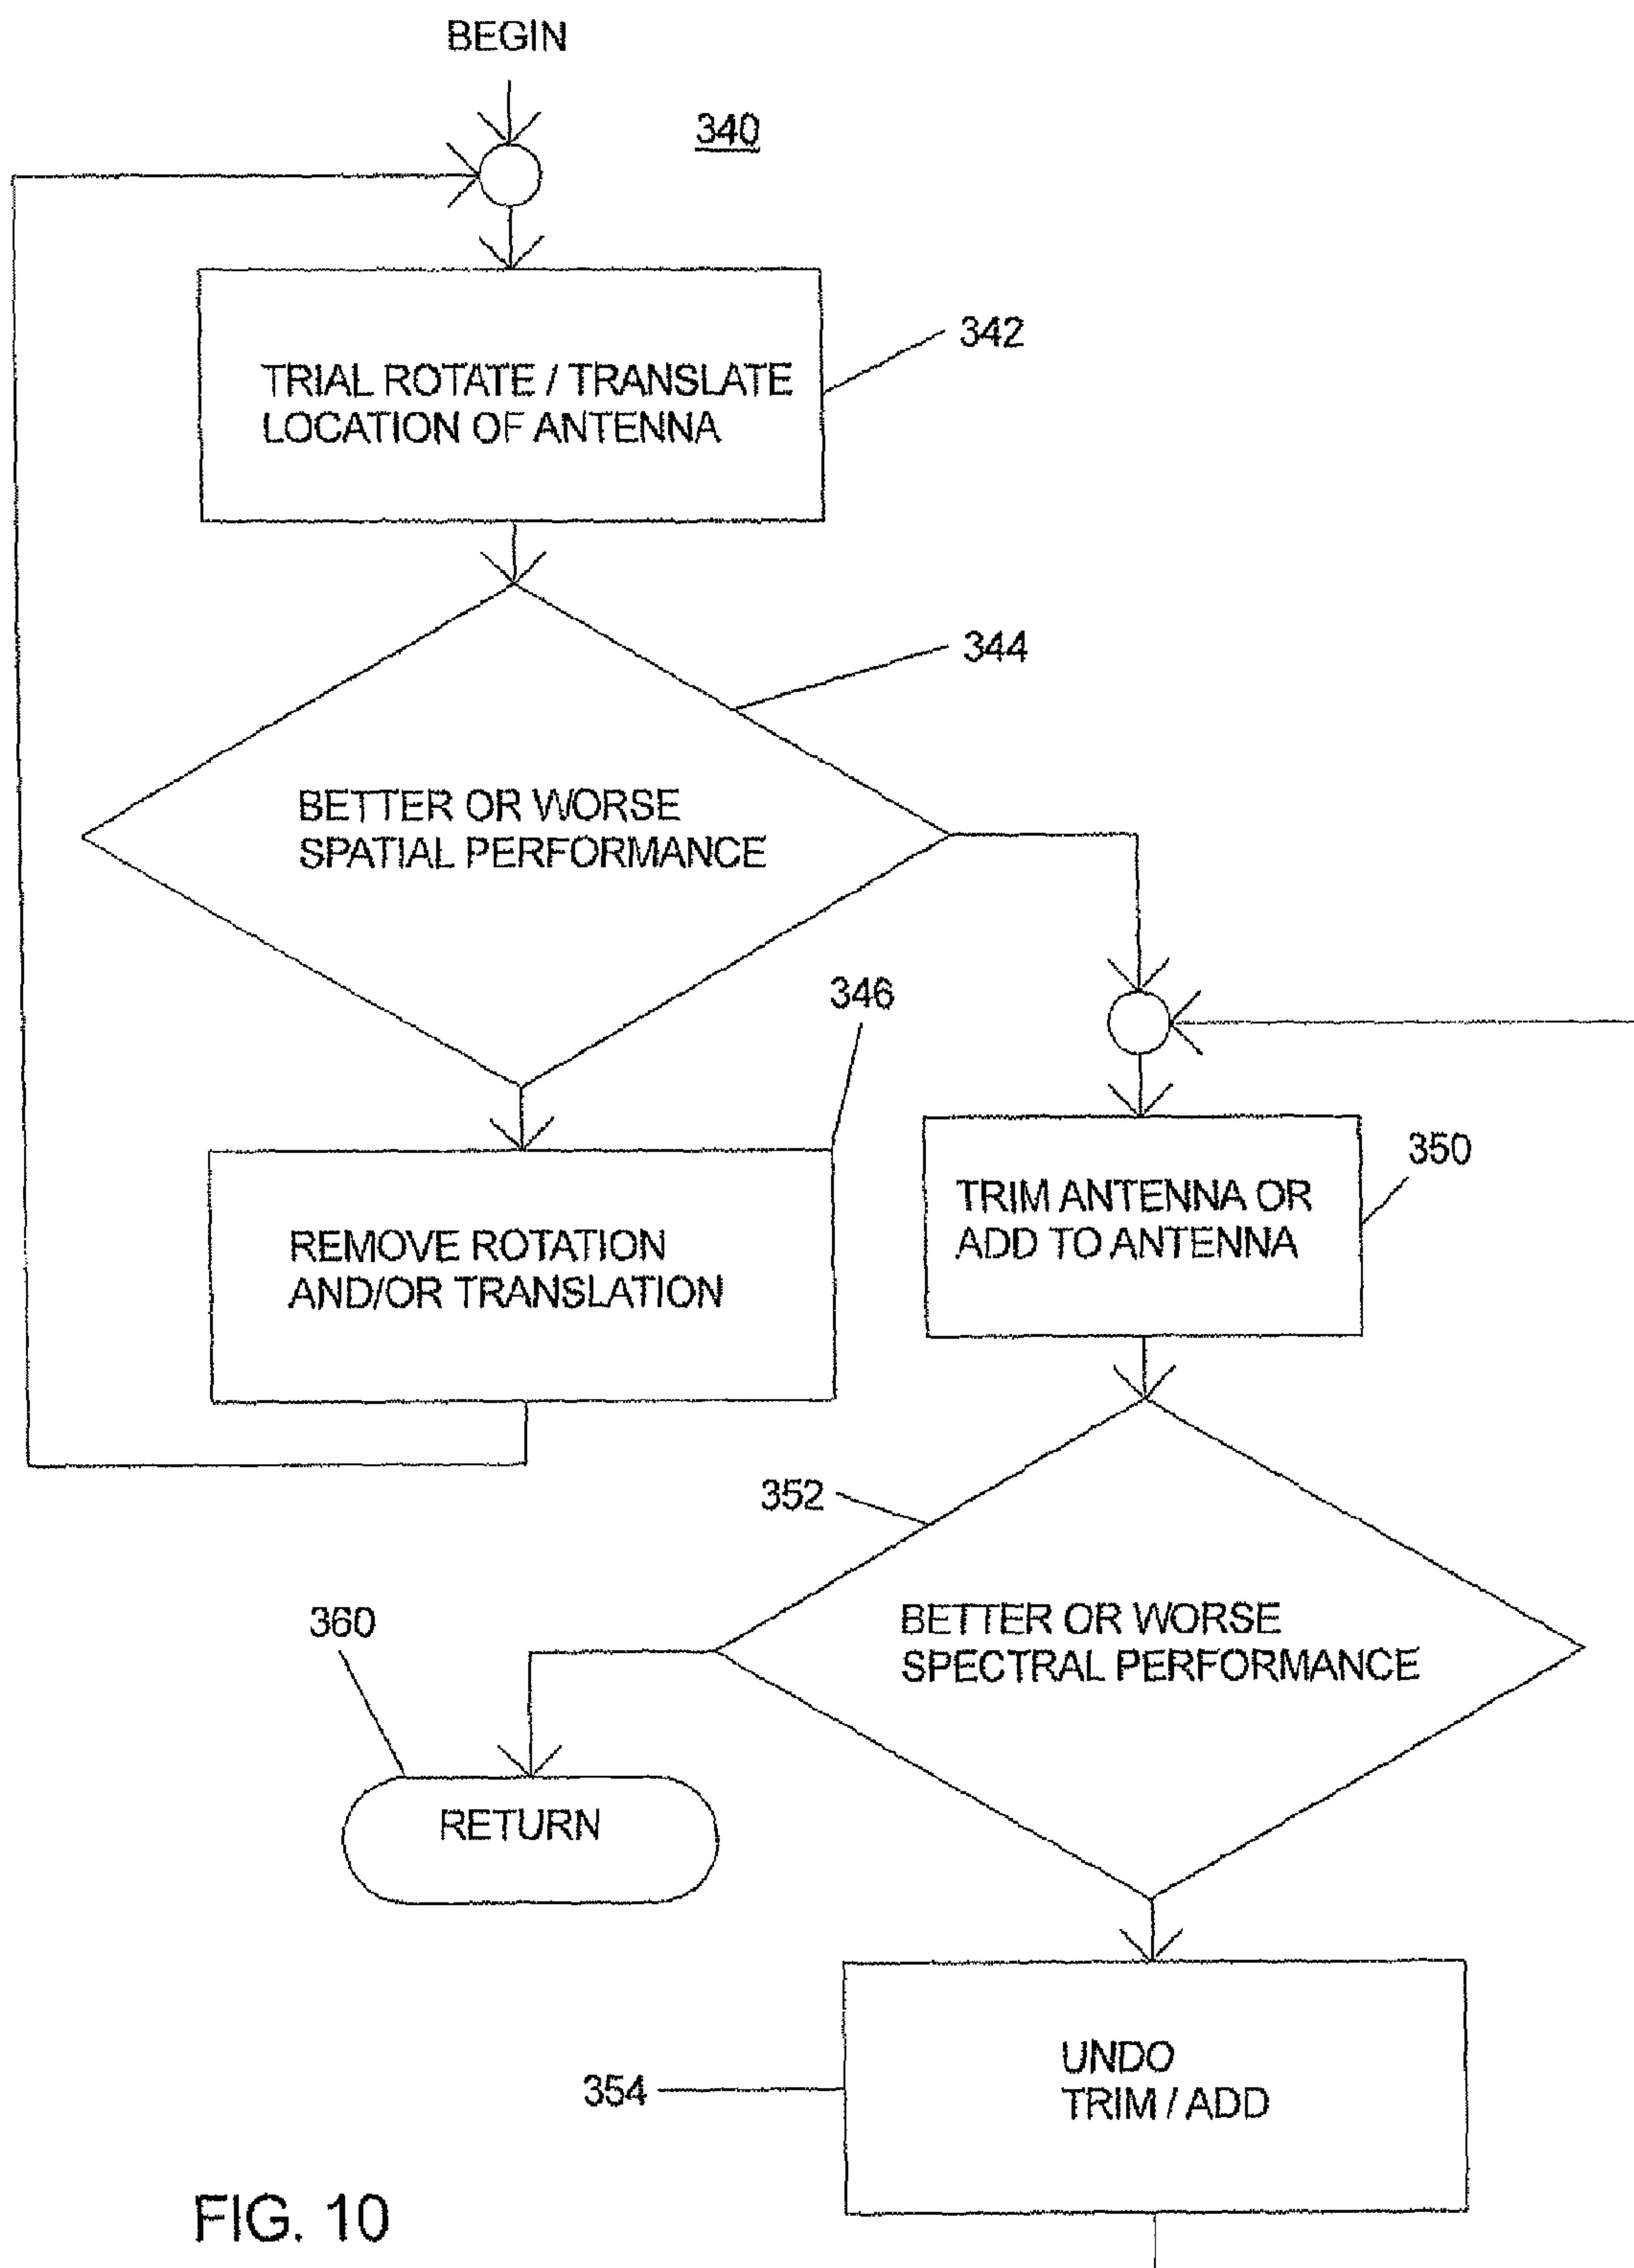 BEGIN
340
342
TRIAL ROTATE / TRANSLATE
LOCATION OF ANTENNA
344
BETTER OR WORSE
SPATIAL PERFORMANCE
346
REMOVE ROTATION
AND/OR TRANSLATION
350
TRIM ANTENNA OR
ADD TO ANTENNA
352
BETTER OR WORSE
SPECTRAL PERFORMANCE
360
RETURN
354
UNDO
TRIM / ADD
FIG. 10